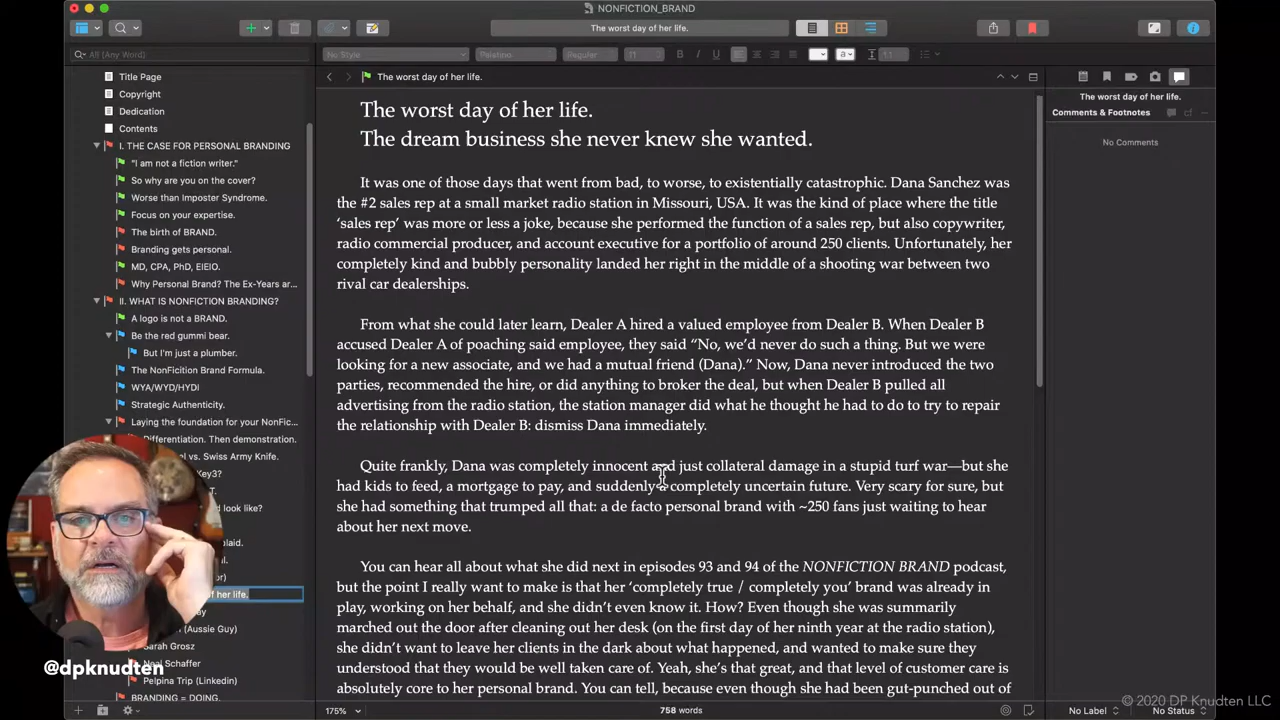 NONFICTION_BRAND
The worst day of her life.
All (Any Word)
No Style
Palatino
Regular
11
B I U
a
1.1
Title Page
Copyright
Dedication
Contents
I. THE CASE FOR PERSONAL BRANDING
"I am not a fiction writer."
So why are you on the cover?
Worse than Imposter Syndrome.
Focus on your expertise.
The birth of BRAND.
Branding gets personal.
MD, CPA, PhD, EIEIO.
Why Personal Brand? The Ex-Years ar...
II. WHAT IS NONFICTION BRANDING?
A logo is not a BRAND.
Be the red gummi bear.
But I'm just a plumber.
The NonFiction Brand Formula.
WYA/WYD/HYDI
Strategic Authenticity.
Laying the foundation for your NonFic...
Differentiation. Then demonstration.
el vs. Swiss Army Knife.
Key3?
d look like?
laid.
of her life.
(Aussie Guy)
Sarah Grosz
Neal Schaffer
Pelpina Trip (Linkedin)
BRANDING = DOING.
The worst day of her life.
The worst day of her life.
The dream business she never knew she wanted.
It was one of those days that went from bad, to worse, to existentially catastrophic. Dana Sanchez was
the #2 sales rep at a small market radio station in Missouri, USA. It was the kind of place where the title
‘sales rep’ was more or less a joke, because she performed the function of a sales rep, but also copywriter,
radio commercial producer, and account executive for a portfolio of around 250 clients. Unfortunately, her
completely kind and bubbly personality landed her right in the middle of a shooting war between two
rival car dealerships.
From what she could later learn, Dealer A hired a valued employee from Dealer B. When Dealer B
accused Dealer A of poaching said employee, they said “No, we’d never do such a thing. But we were
looking for a new associate, and we had a mutual friend (Dana).” Now, Dana never introduced the two
parties, recommended the hire, or did anything to broker the deal, but when Dealer B pulled all
advertising from the radio station, the station manager did what he thought he had to do to try to repair
the relationship with Dealer B: dismiss Dana immediately.
Quite frankly, Dana was completely innocent and just collateral damage in a stupid turf war—but she
had kids to feed, a mortgage to pay, and suddenly a completely uncertain future. Very scary for sure, but
she had something that trumped all that: a de facto personal brand with ~250 fans just waiting to hear
about her next move.
You can hear all about what she did next in episodes 93 and 94 of the NONFICTION BRAND podcast,
but the point I really want to make is that her ‘completely true / completely you’ brand was already in
play, working on her behalf, and she didn’t even know it. How? Even though she was summarily
marched out the door after cleaning out her desk (on the first day of her ninth year at the radio station),
she didn’t want to leave her clients in the dark about what happened, and wanted to make sure they
understood that they would be well taken care of. Yeah, she’s that great, and that level of customer care is
absolutely core to her personal brand. You can tell, because even though she had been gut-punched out of
175%
758 words
The worst day of her life.
Comments & Footnotes
No Comments
No Label
No Status
@dpknudten
© 2020 DP Knudten LLC